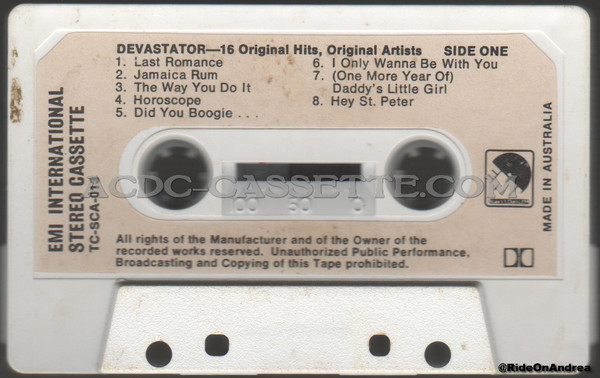 DEVASTATOR—16 Original Hits, Original Artists SIDE ONE
1. Last Romance
2. Jamaica Rum
3. The Way You Do It
4. Horoscope
5. Did You Boogie . . .
6. I Only Wanna Be With You
7. (One More Year Of)
Daddy's Little Girl
8. Hey St. Peter
EMI INTERNATIONAL
STEREO CASSETTE
TC-SCA-013
ACDC-CASSETTE.COM
100 50 0
MADE IN AUSTRALIA
All rights of the Manufacturer and of the Owner of the
recorded works reserved. Unauthorized Public Performance,
Broadcasting and Copying of this Tape prohibited.
@RideOnAndrea